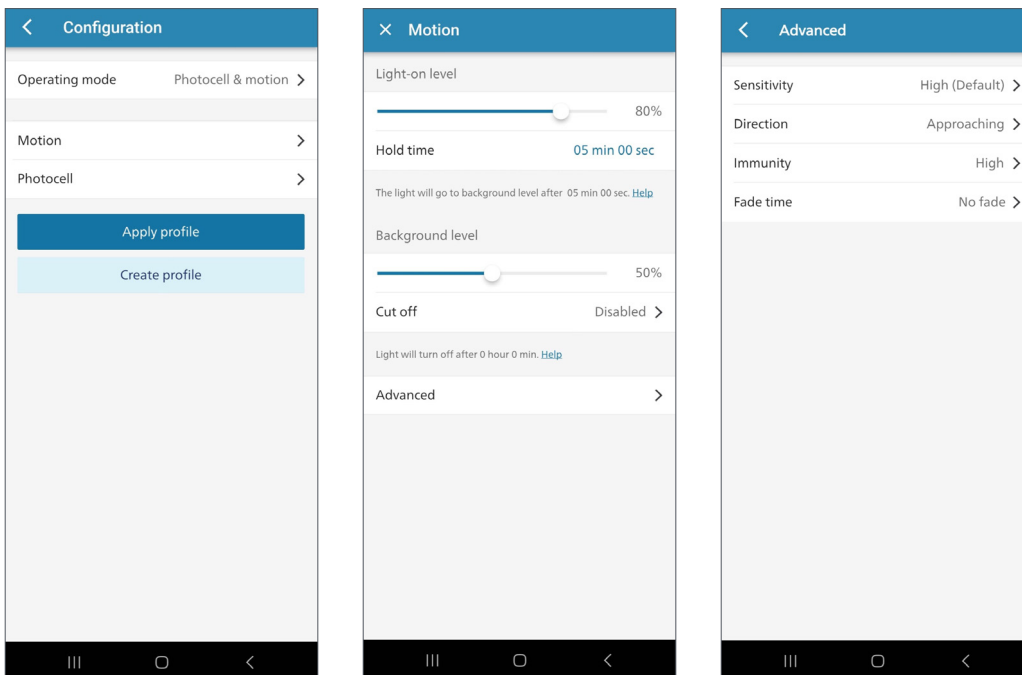 Configuration
Operating mode Photocell & motion
Motion
Photocell
Apply profile
Create profile
Motion
Light-on level
80%
Hold time 05 min 00 sec
The light will go to background level after 05 min 00 sec. Help
Background level
50%
Cut off Disabled
Light will turn off after 0 hour 0 min. Help
Advanced
Advanced
Sensitivity High (Default)
Direction Approaching
Immunity High
Fade time No fade